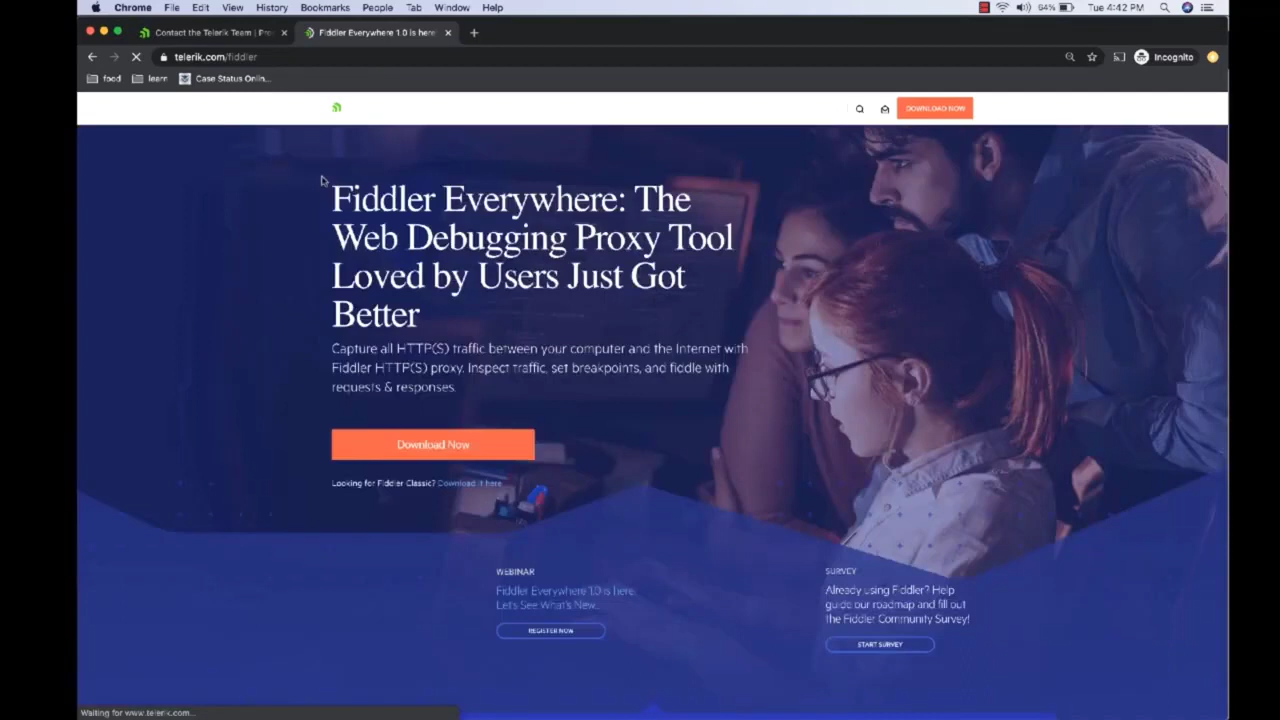 Chrome File Edit View History Bookmarks People Tab Window Help 64% Tue 4:42 PM
Contact the Telerik Team | Pro Fiddler Everywhere 1.0 is here
telerik.com/fiddler Incognito
food learn Case Status Onlin...
DOWNLOAD NOW
Fiddler Everywhere: The
Web Debugging Proxy Tool
Loved by Users Just Got
Better
Capture all HTTP(S) traffic between your computer and the Internet with
Fiddler HTTP(S) proxy. Inspect traffic, set breakpoints, and fiddle with
requests & responses.
Download Now
Looking for Fiddler Classic? Download it here
WEBINAR
Fiddler Everywhere 1.0 is here.
Let's See What's New...
REGISTER NOW
SURVEY
Already using Fiddler? Help
guide our roadmap and fill out
the Fiddler Community Survey!
START SURVEY
Waiting for www.telerik.com...